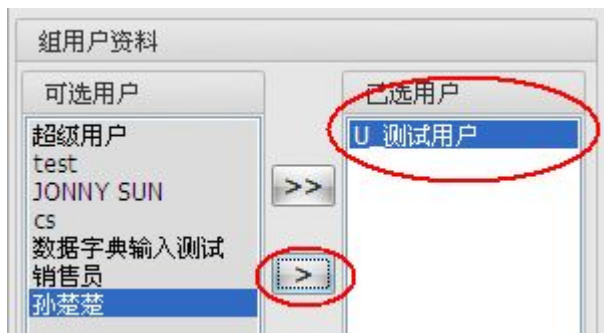 组用户资料
可选用户
已选用户
超级用户
test
JONNY SUN
cs
数据字典输入测试
销售员
孙楚楚
>>
>
U_测试用户